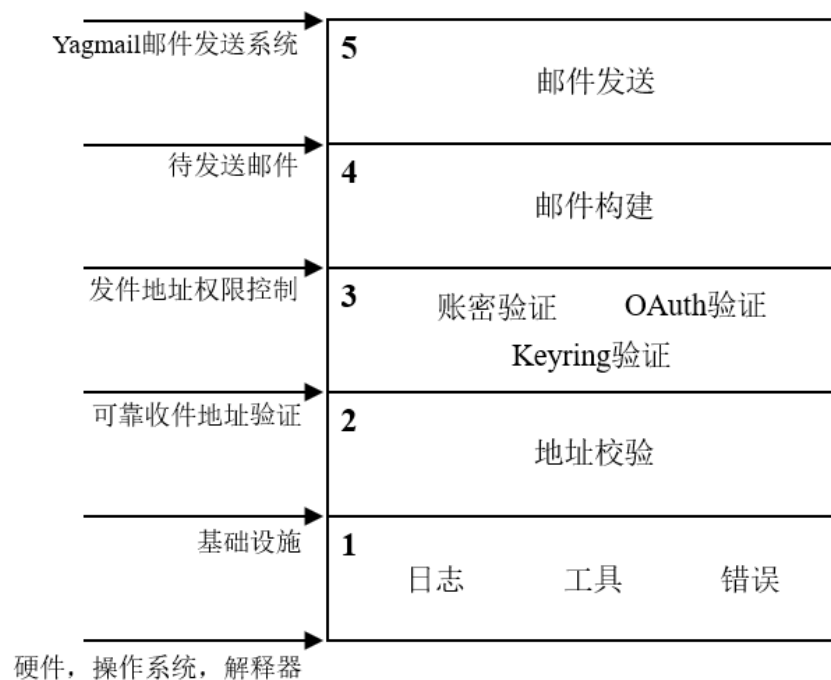 Yagmail邮件发送系统
5
邮件发送
待发送邮件
4
邮件构建
发件地址权限控制
3
账密验证 OAuth验证
Keyring验证
可靠收件地址验证
2
地址校验
基础设施
1
日志 工具 错误
硬件，操作系统，解释器